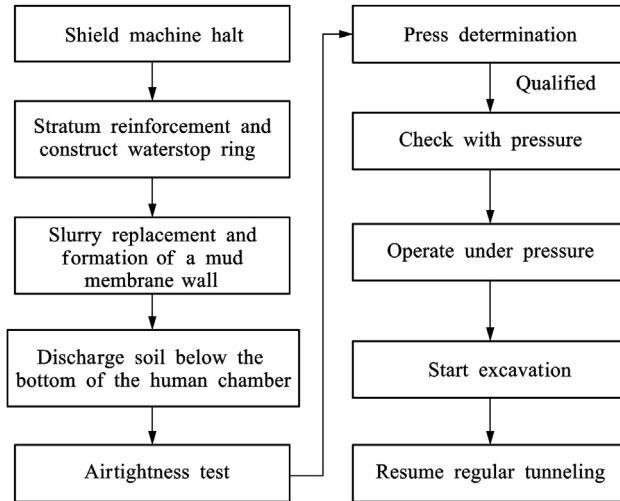 Shield machine halt
Stratum reinforcement and
construct waterstop ring
Slurry replacement and
formation of a mud
membrane wall
Discharge soil below the
bottom of the human chamber
Airtightness test
Press determination
Qualified
Check with pressure
Operate under pressure
Start excavation
Resume regular tunneling